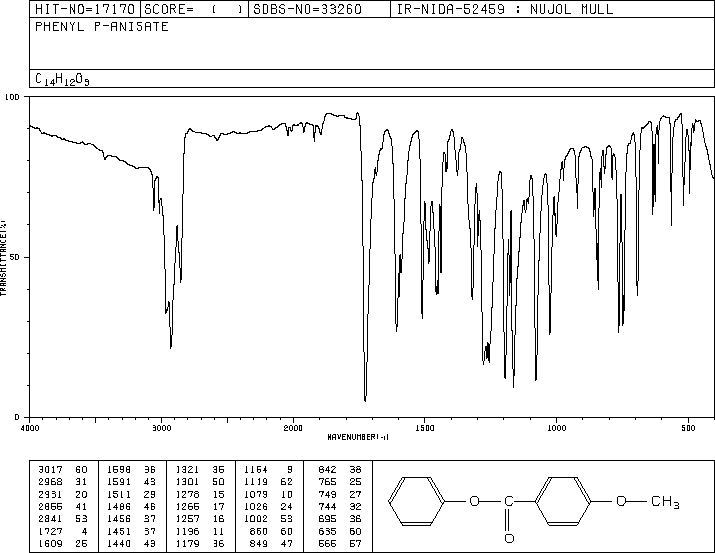 HIT-NO=17170 SCORE= ( ) SDBS-NO=33260 IR-NIDA-52459 : NUJOL MULL
PHENYL P-ANISATE
C14H12O3
100
TRANSMITTANCE(%)
50
0
4000 3000 2000 1500 1000 500
WAVENUMBER(-1)
3017 60 1598 36 1321 35 1164 9 842 38
2968 31 1591 43 1301 50 1119 62 765 25
2931 20 1511 29 1278 15 1079 10 749 27
2866 41 1486 46 1265 17 1026 24 744 32
2841 53 1456 37 1257 16 1002 53 695 36
1727 4 1451 37 1196 11 860 60 635 60
1609 25 1440 43 1179 36 849 47 565 57
O C O CH3
O